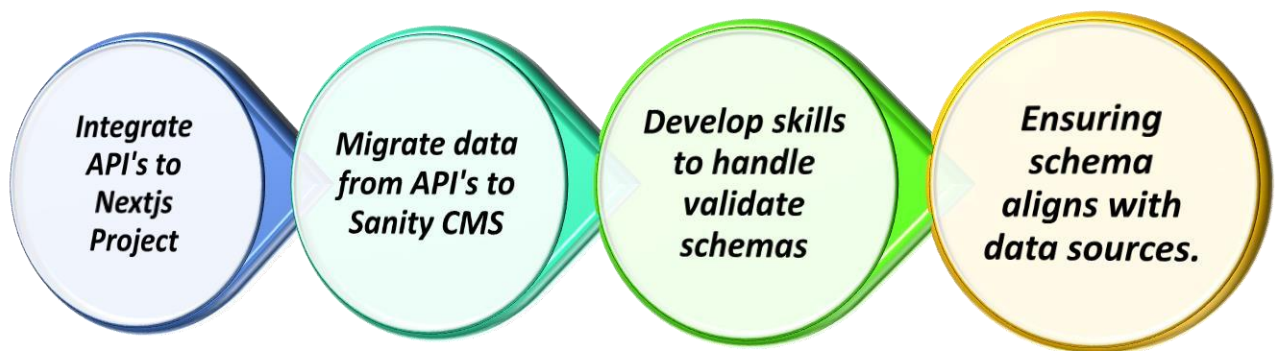 Integrate
API's to
Nextjs
Project
Migrate data
from API's to
Sanity CMS
Develop skills
to handle
validate
schemas
Ensuring
schema
aligns with
data sources.